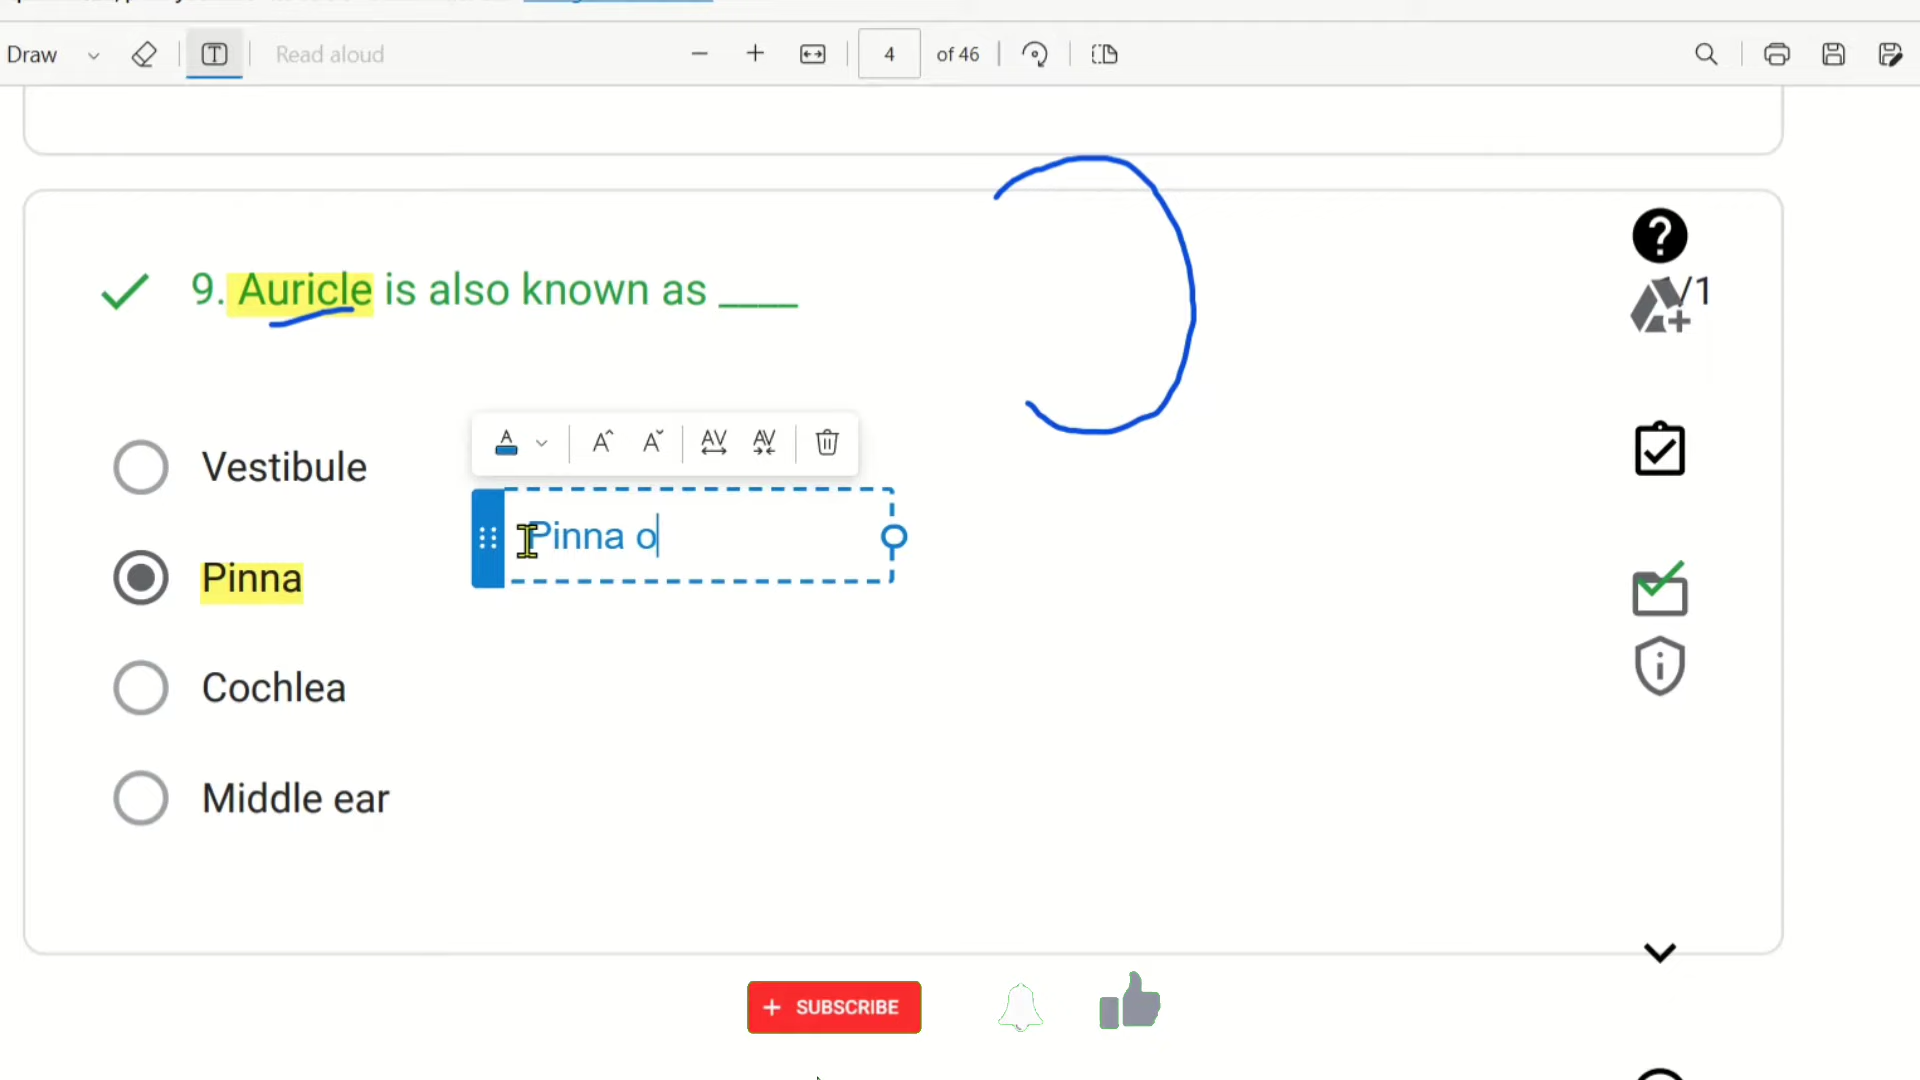 Draw
Read aloud
4 of 46
9. Auricle is also known as ____
/1
Vestibule
Pinna o
Pinna
Cochlea
Middle ear
+ SUBSCRIBE